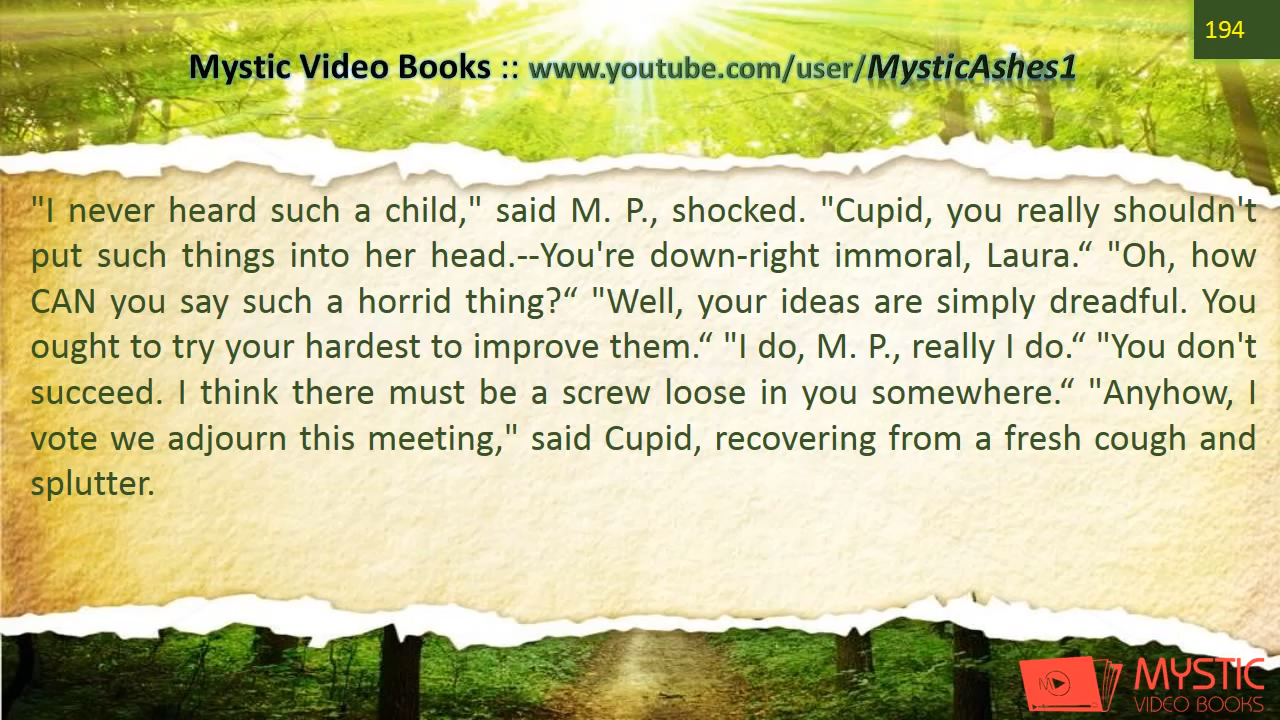 194
Mystic Video Books :: www.youtube.com/user/MysticAshes1
"I never heard such a child," said M. P., shocked. "Cupid, you really shouldn't
put such things into her head.--You're down-right immoral, Laura.“ "Oh, how
CAN you say such a horrid thing?“ "Well, your ideas are simply dreadful. You
ought to try your hardest to improve them.“ "I do, M. P., really I do.“ "You don't
succeed. I think there must be a screw loose in you somewhere.“ "Anyhow, I
vote we adjourn this meeting," said Cupid, recovering from a fresh cough and
splutter.
MYSTIC
VIDEO BOOKS